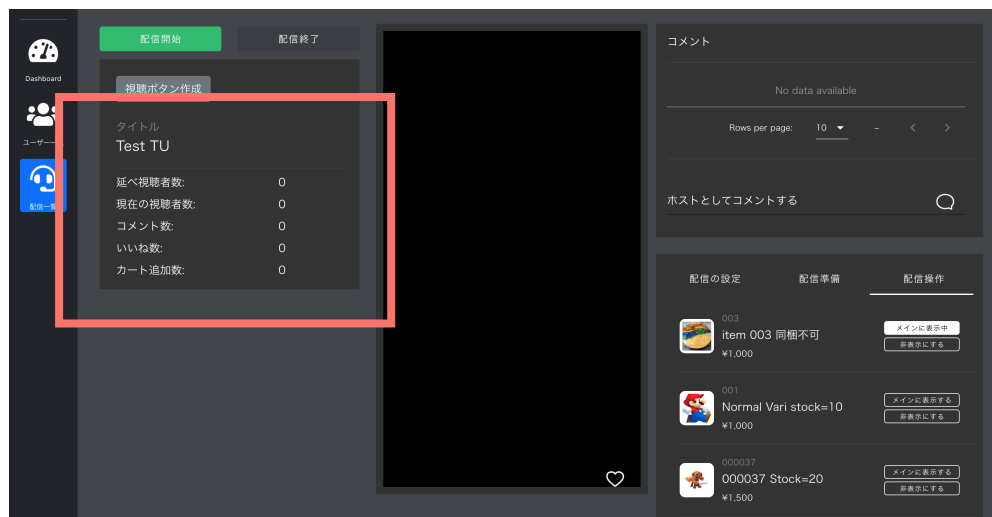 Dashboard
配信一覧
配信開始
配信終了
視聴ボタン作成
タイトル
Test TU
延べ視聴者数: 0
現在の視聴者数: 0
コメント数: 0
いいね数: 0
カート追加数: 0
コメント
No data available
Rows per page: 10 –
ホストとしてコメントする
配信の設定 配信準備 配信操作
003
item 003 同梱不可
¥1,000
メインに表示中
非表示にする
001
Normal Vari stock=10
¥1,000
メインに表示する
非表示にする
000037
000037 Stock=20
¥1,500
メインに表示する
非表示にする